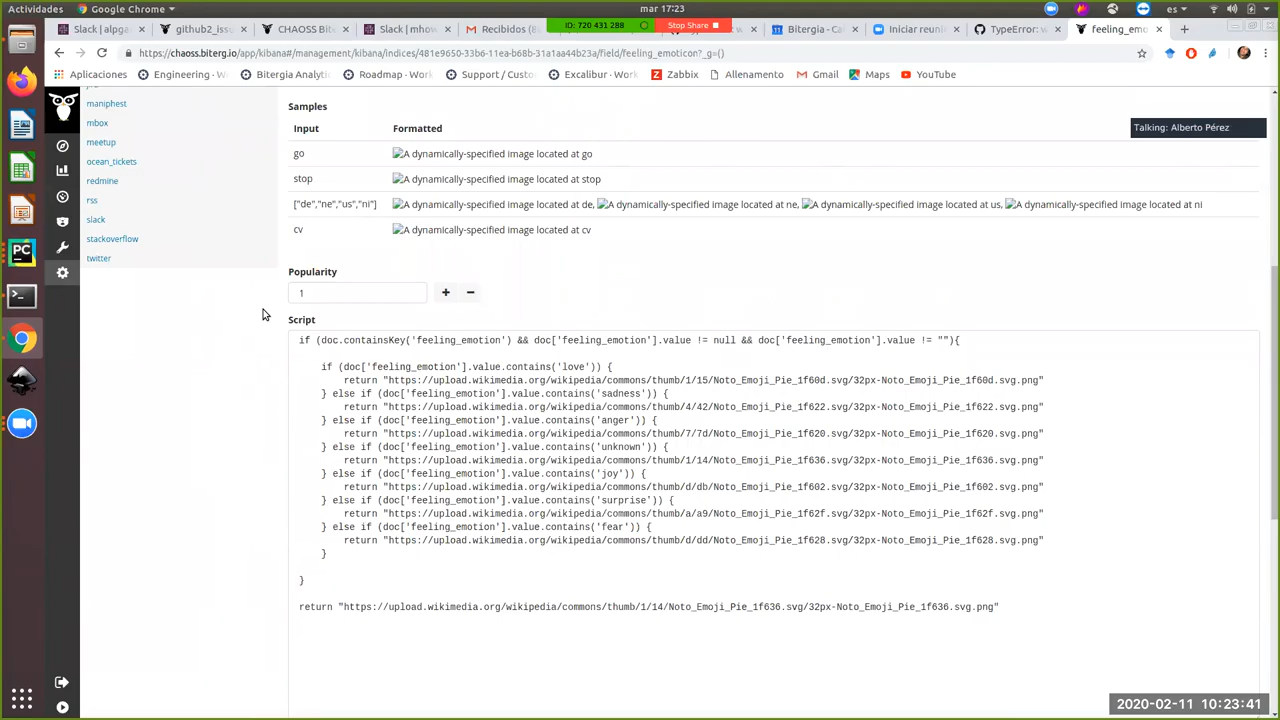 Actividades
Google Chrome
mar 17:23
es
Slack | alpga
github2_iss
CHAOSS Bi
Slack | mhow
Recibidos (
ID: 720 431 288
Stop Share
Bitergia - Ca
Iniciar reuni
TypeError: v
feeling_emo
https://chaoss.biterg.io/app/kibana#/management/kibana/indices/481e9650-33b6-11ea-b68b-31a1aa44b23a/field/feeling_emoticon?_g=()
Aplicaciones
Engineering - W
Bitergia Analyti
Roadmap - Work
Support / Custo
Excalibur - Work
Zabbix
Allenamento
Gmail
Maps
YouTube
maniphest
mbox
meetup
ocean_tickets
redmine
rss
slack
stackoverflow
twitter
Talking: Alberto Pérez
Samples
Input Formatted
go A dynamically-specified image located at go
stop A dynamically-specified image located at stop
["de","ne","us","ni"] A dynamically-specified image located at de, A dynamically-specified image located at ne, A dynamically-specified image located at us, A dynamically-specified image located at ni
cv A dynamically-specified image located at cv
Popularity
1 + −
Script
if (doc.containsKey('feeling_emotion') && doc['feeling_emotion'].value != null && doc['feeling_emotion'].value != ""){
if (doc['feeling_emotion'].value.contains('love')) {
return "https://upload.wikimedia.org/wikipedia/commons/thumb/1/15/Noto_Emoji_Pie_1f60d.svg/32px-Noto_Emoji_Pie_1f60d.svg.png"
} else if (doc['feeling_emotion'].value.contains('sadness')) {
return "https://upload.wikimedia.org/wikipedia/commons/thumb/4/42/Noto_Emoji_Pie_1f622.svg/32px-Noto_Emoji_Pie_1f622.svg.png"
} else if (doc['feeling_emotion'].value.contains('anger')) {
return "https://upload.wikimedia.org/wikipedia/commons/thumb/7/7d/Noto_Emoji_Pie_1f620.svg/32px-Noto_Emoji_Pie_1f620.svg.png"
} else if (doc['feeling_emotion'].value.contains('unknown')) {
return "https://upload.wikimedia.org/wikipedia/commons/thumb/1/14/Noto_Emoji_Pie_1f636.svg/32px-Noto_Emoji_Pie_1f636.svg.png"
} else if (doc['feeling_emotion'].value.contains('joy')) {
return "https://upload.wikimedia.org/wikipedia/commons/thumb/d/db/Noto_Emoji_Pie_1f602.svg/32px-Noto_Emoji_Pie_1f602.svg.png"
} else if (doc['feeling_emotion'].value.contains('surprise')) {
return "https://upload.wikimedia.org/wikipedia/commons/thumb/a/a9/Noto_Emoji_Pie_1f62f.svg/32px-Noto_Emoji_Pie_1f62f.svg.png"
} else if (doc['feeling_emotion'].value.contains('fear')) {
return "https://upload.wikimedia.org/wikipedia/commons/thumb/d/dd/Noto_Emoji_Pie_1f628.svg/32px-Noto_Emoji_Pie_1f628.svg.png"
}
}
return "https://upload.wikimedia.org/wikipedia/commons/thumb/1/14/Noto_Emoji_Pie_1f636.svg/32px-Noto_Emoji_Pie_1f636.svg.png"
2020-02-11 10:23:41